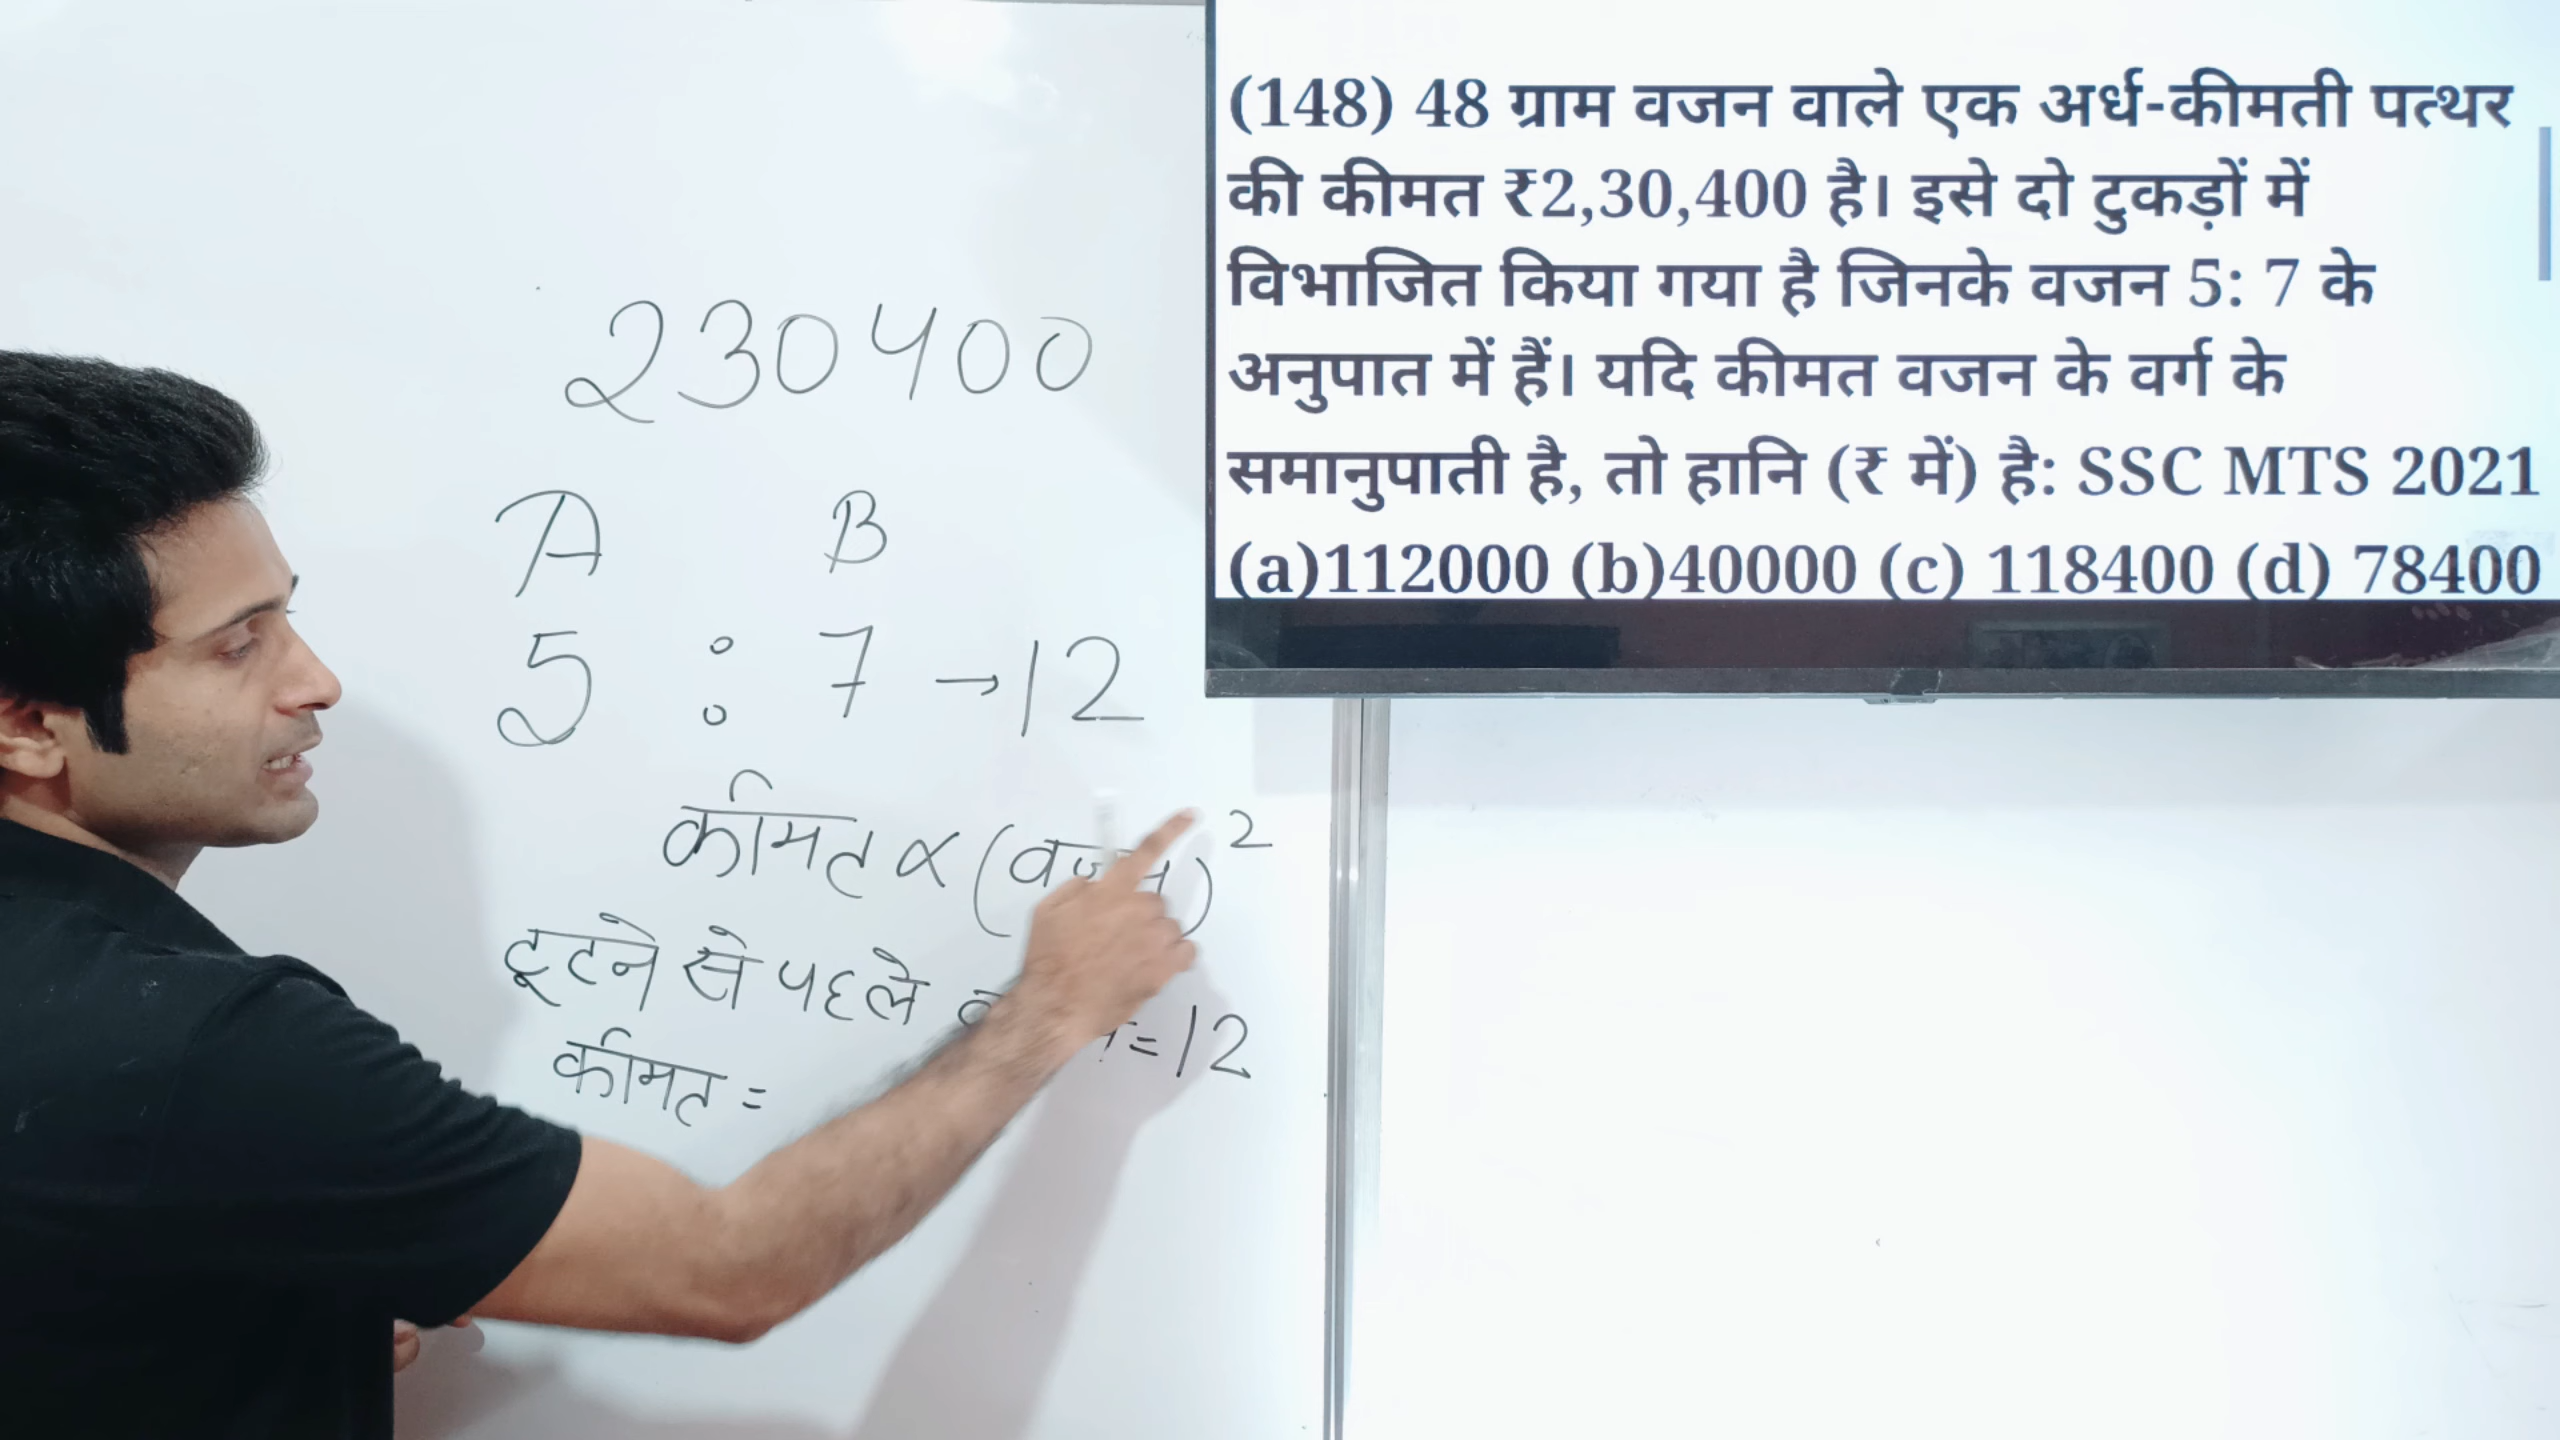 (148) 48 ग्राम वजन वाले एक अर्ध-कीमती पत्थर
की कीमत ₹2,30,400 है। इसे दो टुकड़ों में
विभाजित किया गया है जिनके वजन 5: 7 के
अनुपात में हैं। यदि कीमत वजन के वर्ग के
समानुपाती है, तो हानि (₹ में) है: SSC MTS 2021
(a)112000 (b)40000 (c) 118400 (d) 78400
230400
A B
5 : 7 →12
कीमत ∝ (वजन)²
टूटने से पहले =12
कीमत =